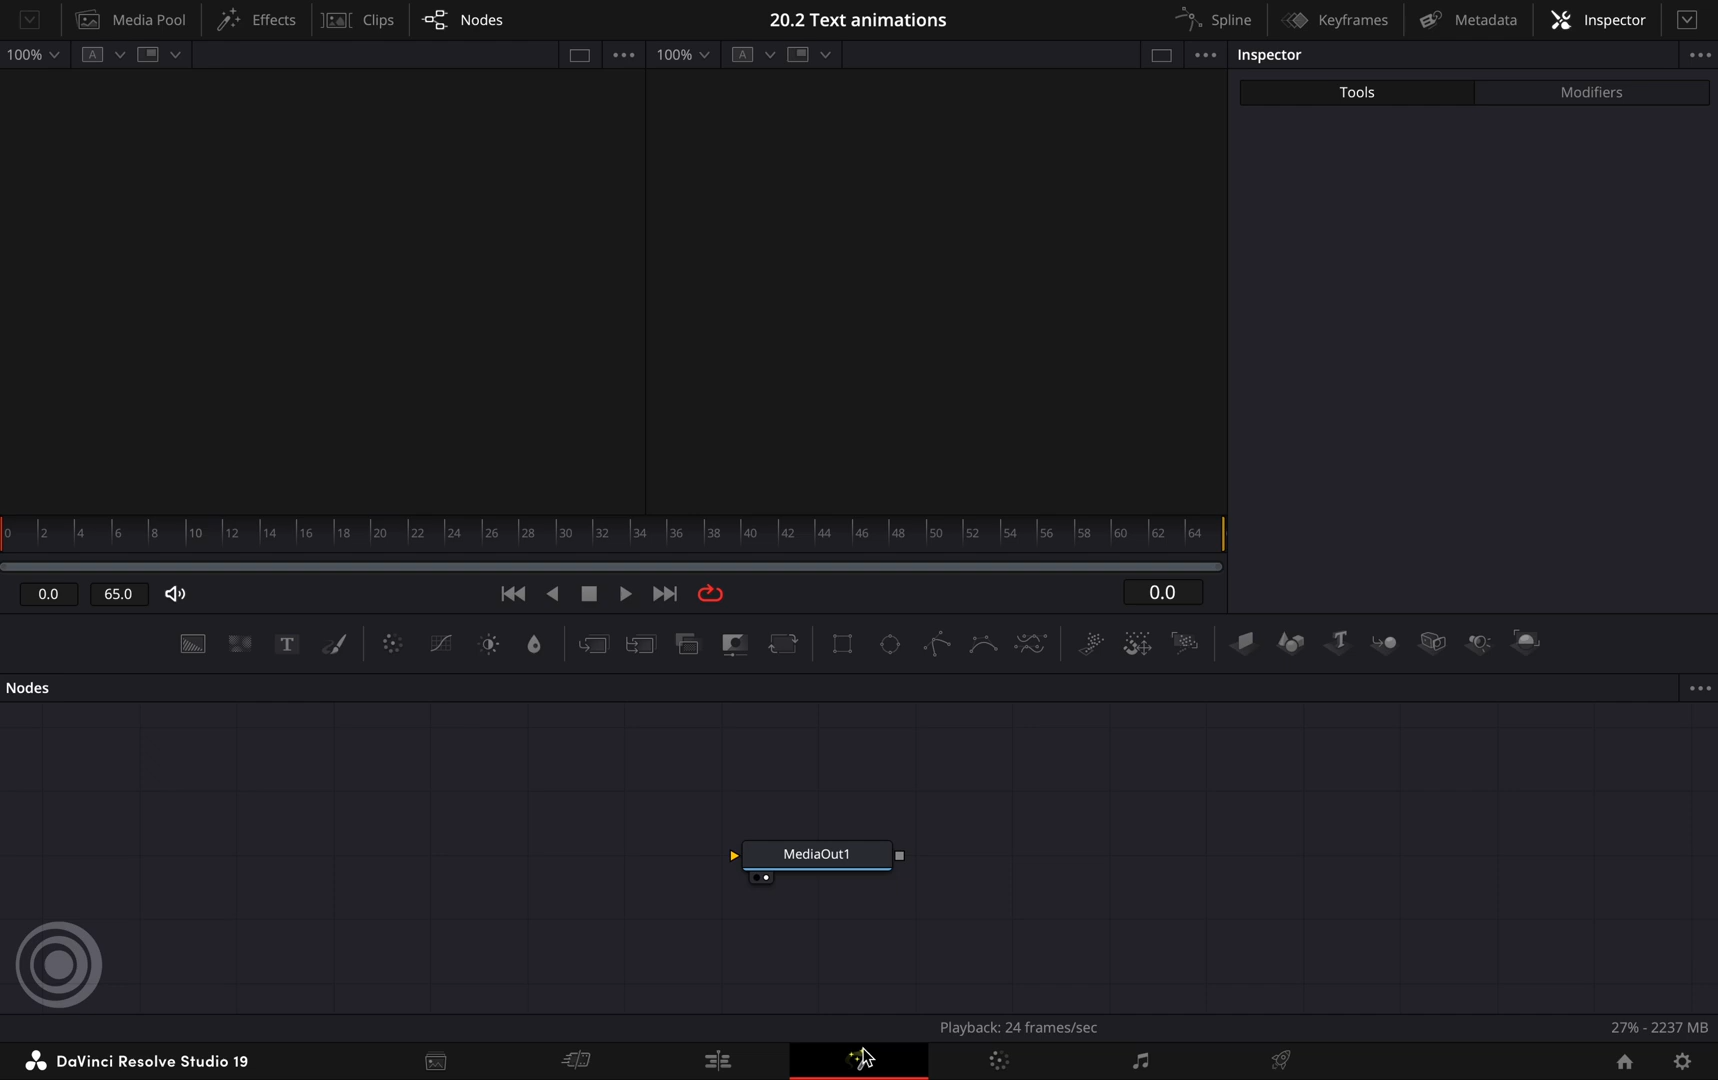 Media Pool Effects Clips Nodes 20.2 Text animations Spline Keyframes Metadata Inspector
100% A 100% A Inspector
Tools Modifiers
0 2 4 6 8 10 12 14 16 18 20 22 24 26 28 30 32 34 36 38 40 42 44 46 48 50 52 54 56 58 60 62 64
0.0 65.0 0.0
T T
Nodes
MediaOut1
Playback: 24 frames/sec 27% - 2237 MB
DaVinci Resolve Studio 19